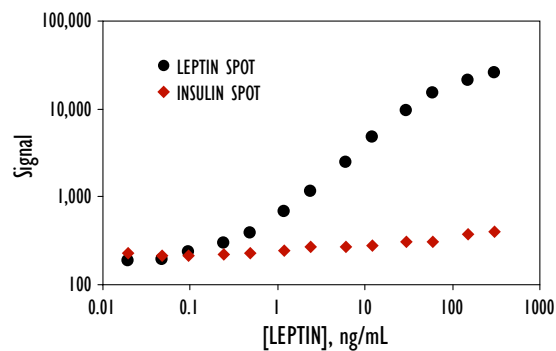 100,000
10,000
1,000
100
Signal
LEPTIN SPOT
INSULIN SPOT
0.01
0.1
1
10
100
1000
[LEPTIN], ng/mL